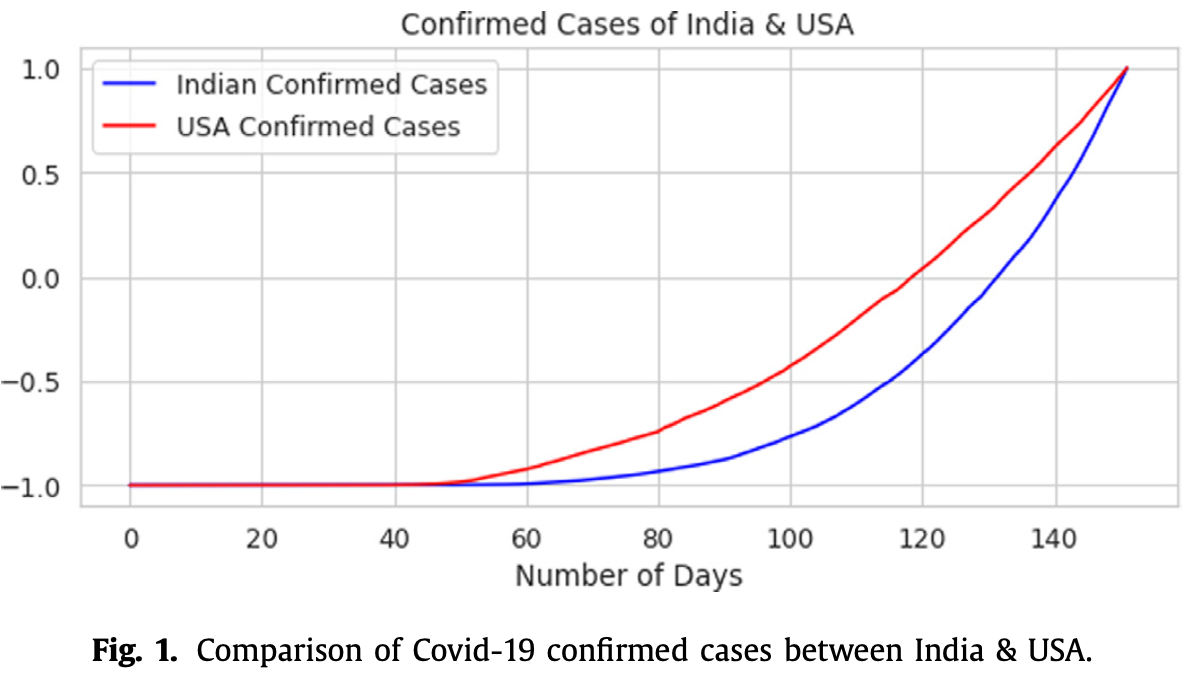 Confirmed Cases of India & USA
Indian Confirmed Cases
USA Confirmed Cases
1.0
0.5
0.0
−0.5
−1.0
0 20 40 60 80 100 120 140
Number of Days
Fig. 1. Comparison of Covid-19 confirmed cases between India & USA.